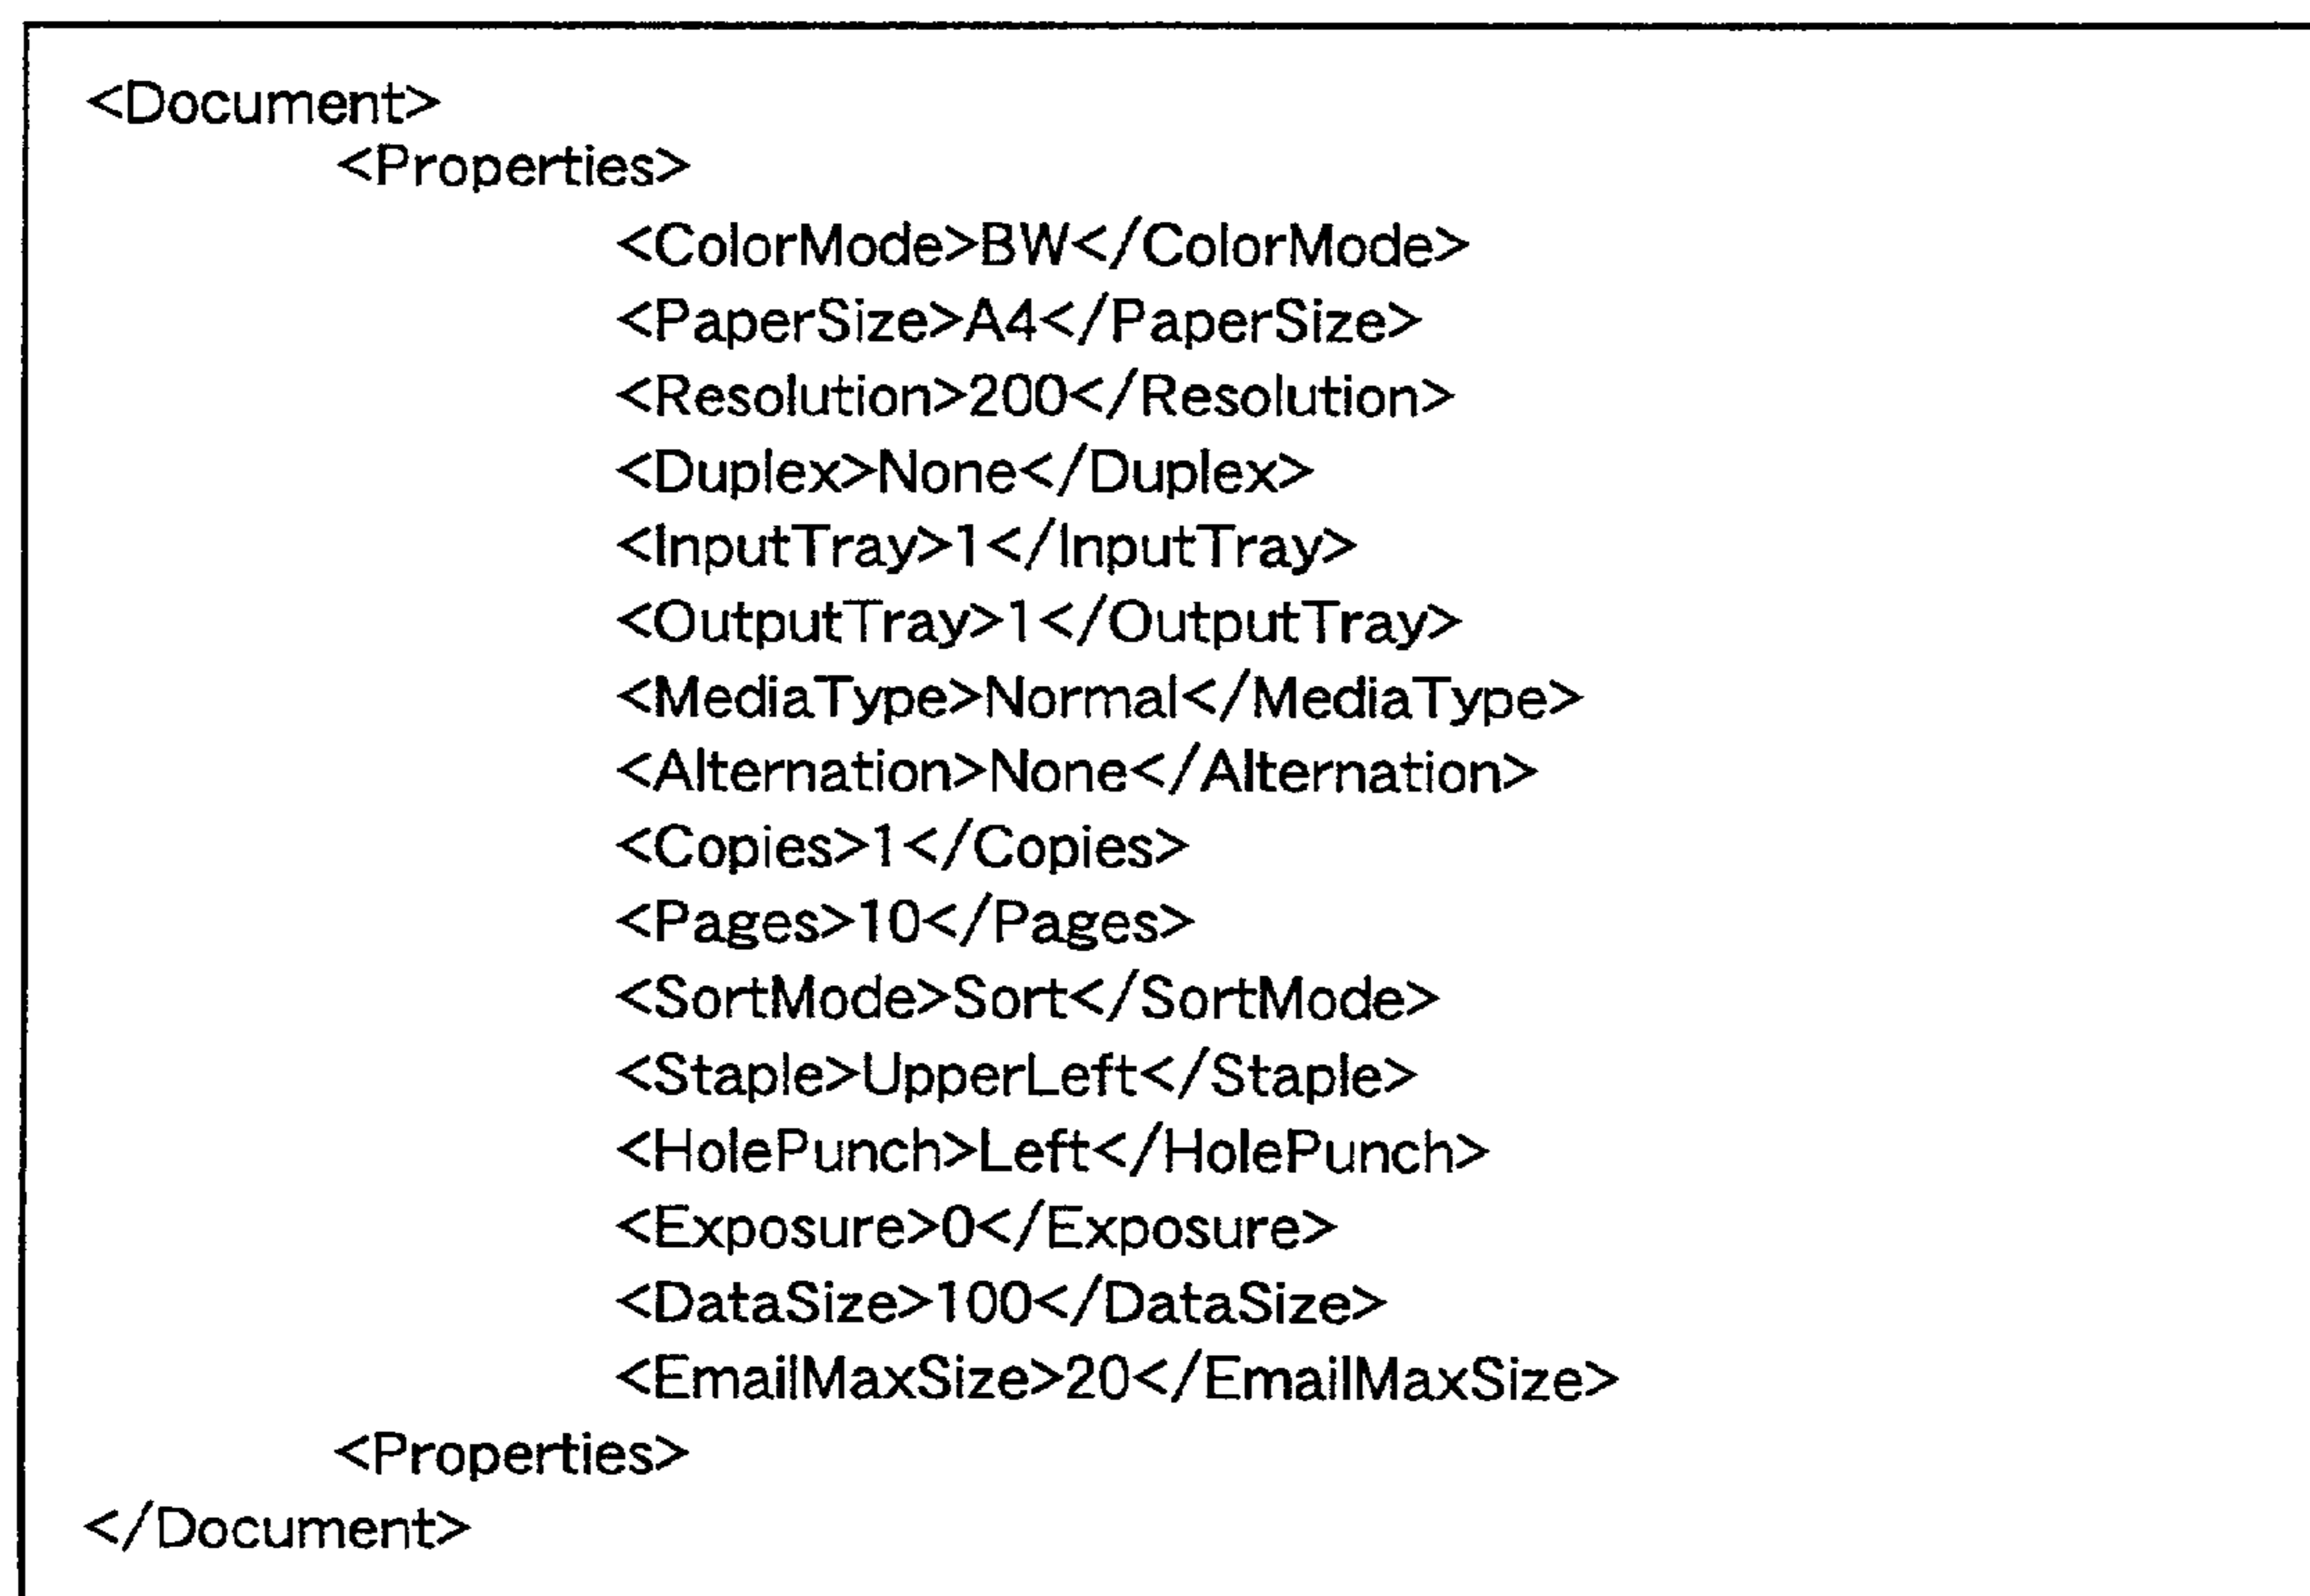 <Document>
<Properties>
<ColorMode>BW</ColorMode>
<PaperSize>A4</PaperSize>
<Resolution>200</Resolution>
<Duplex>None</Duplex>
<InputTray>1</InputTray>
<OutputTray>1</OutputTray>
<MediaType>Normal</MediaType>
<Alternation>None</Alternation>
<Copies>1</Copies>
<Pages>10</Pages>
<SortMode>Sort</SortMode>
<Staple>UpperLeft</Staple>
<HolePunch>Left</HolePunch>
<Exposure>0</Exposure>
<DataSize>100</DataSize>
<EmailMaxSize>20</EmailMaxSize>
<Properties>
</Document>